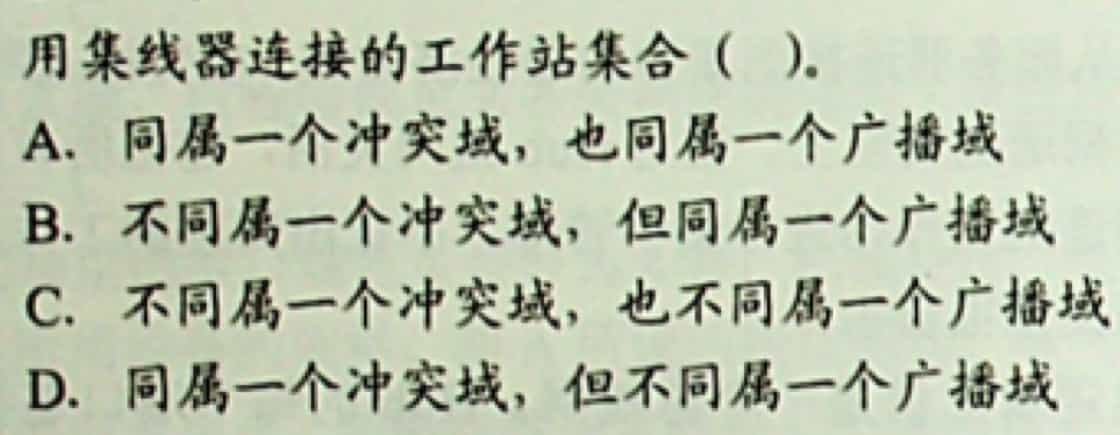 用集线器连接的工作站集合（ ）。
A. 同属一个冲突域，也同属一个广播域
B. 不同属一个冲突域，但同属一个广播域
C. 不同属一个冲突域，也不同属一个广播域
D. 同属一个冲突域，但不同属一个广播域